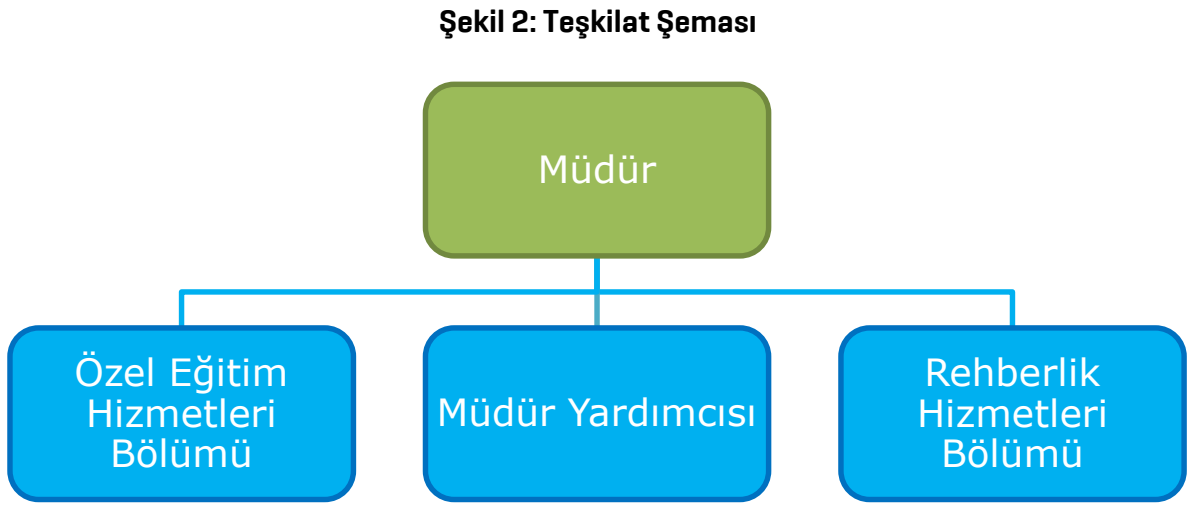 Şekil 2: Teşkilat Şeması
Müdür
Özel Eğitim
Hizmetleri
Bölümü
Müdür Yardımcısı
Rehberlik
Hizmetleri
Bölümü